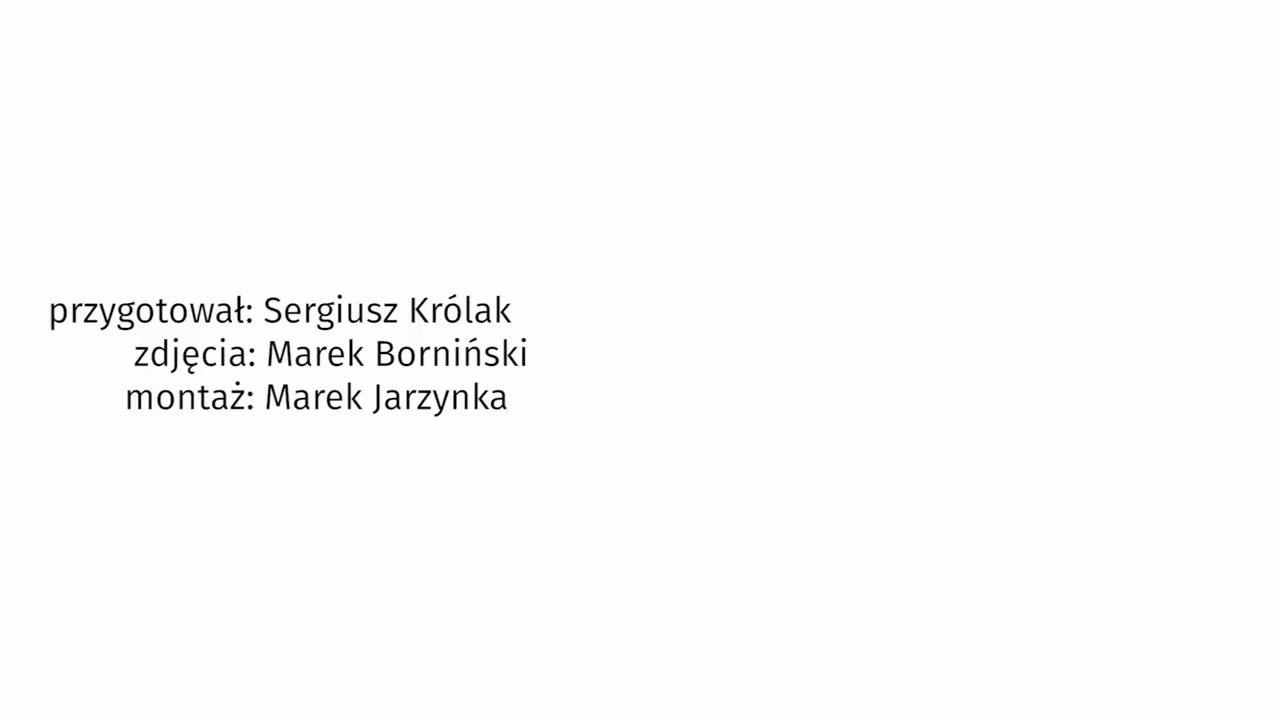 przygotował: Sergiusz Królak
zdjęcia: Marek Borniński
montaż: Marek Jarzynka